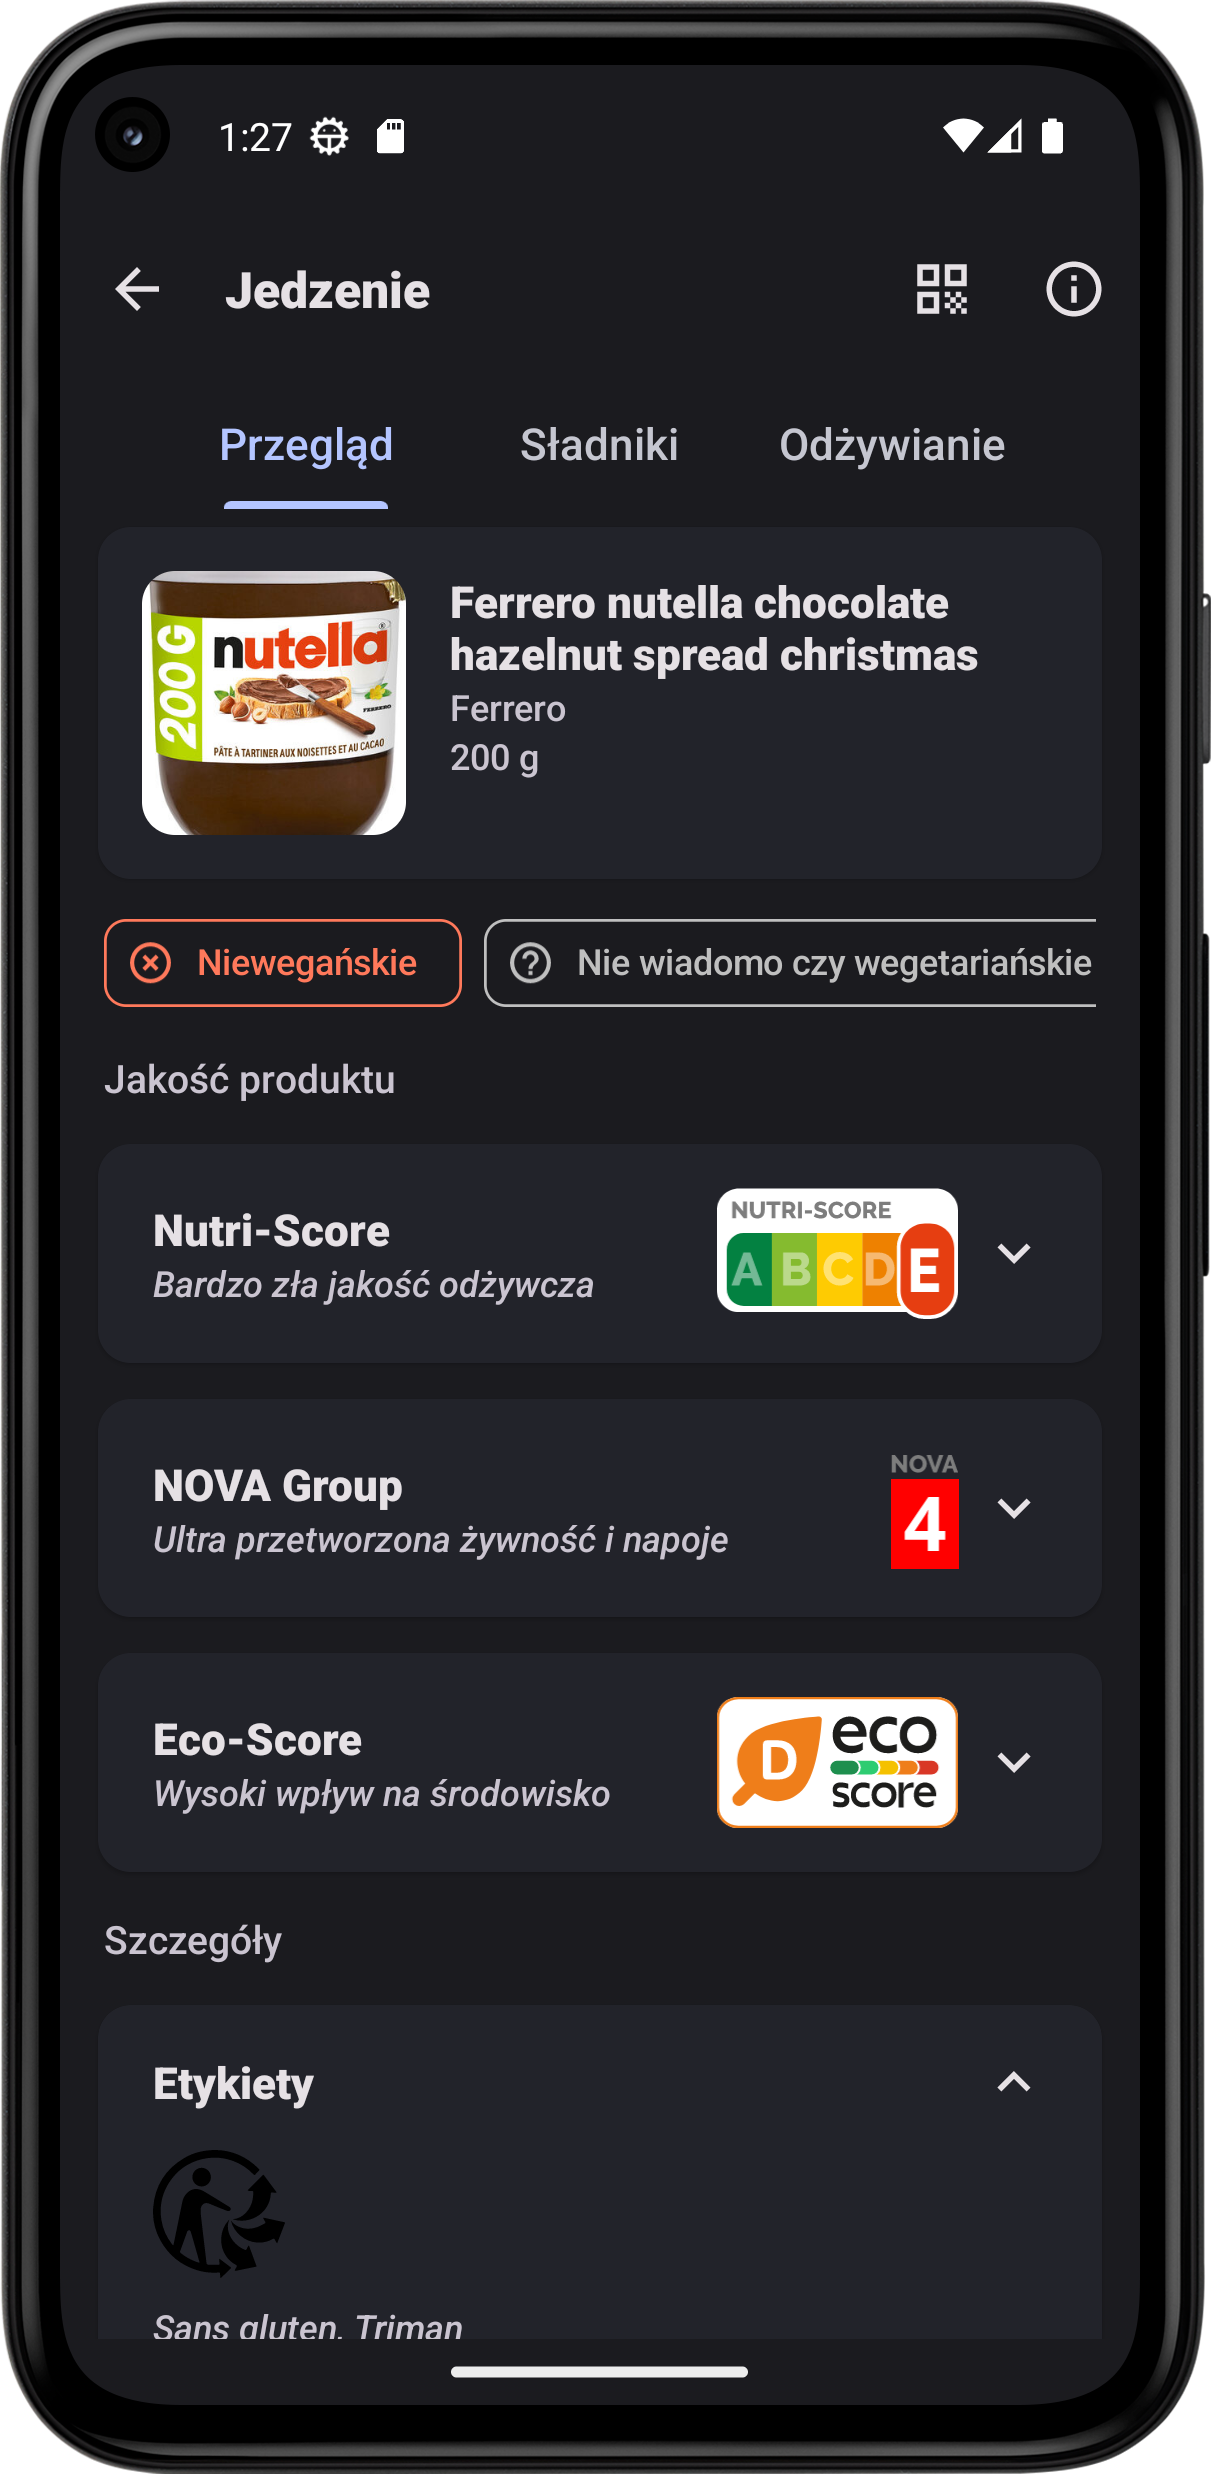 1:27
Jedzenie
Przegląd Sładniki Odżywianie
200 G
nutella
FERRERO
PÂTE À TARTINER AUX NOISETTES ET AU CACAO
Ferrero nutella chocolate
hazelnut spread christmas
Ferrero
200 g
Niewegańskie
Nie wiadomo czy wegetariańskie
Jakość produktu
Nutri-Score
Bardzo zła jakość odżywcza
NUTRI-SCORE
A B C D E
NOVA Group
Ultra przetworzona żywność i napoje
NOVA
4
Eco-Score
Wysoki wpływ na środowisko
D
eco
score
Szczegóły
Etykiety
Sans gluten, Triman